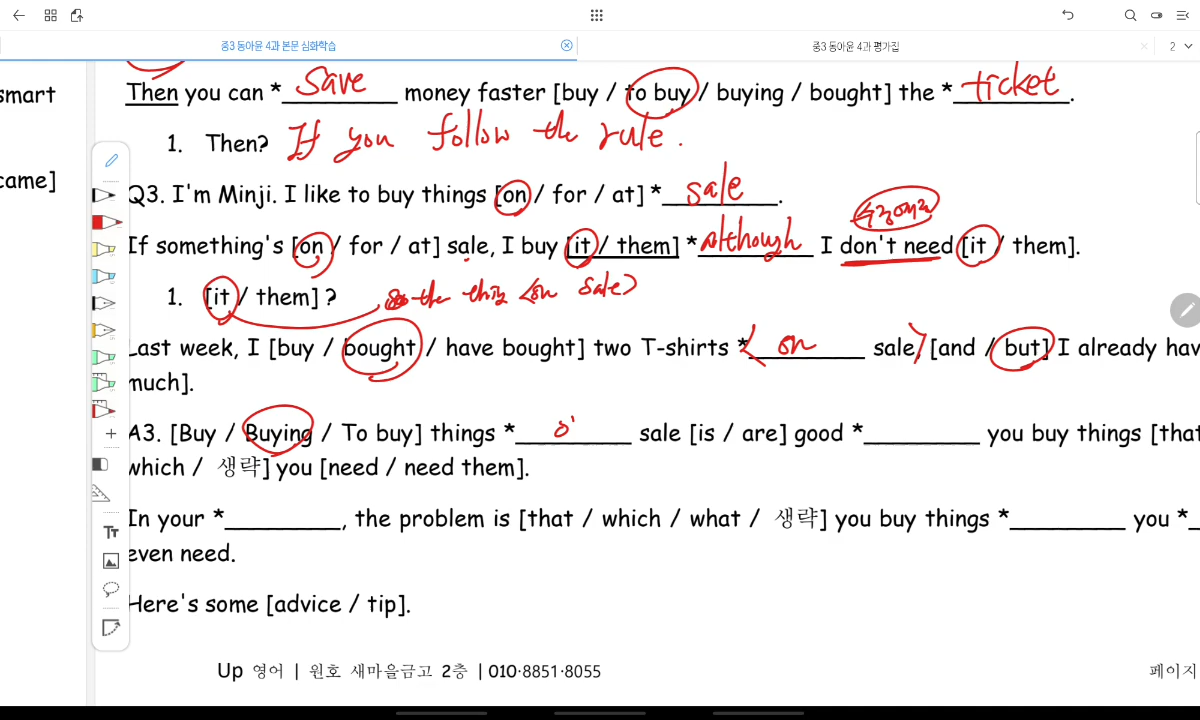 중3 동아윤 4과 본문 심화학습
중3 동아윤 4과 평가집
2
smart
came]
Then you can * save money faster [buy / to buy / buying / bought] the * ticket.
1. Then? If you follow the rule.
Q3. I'm Minji. I like to buy things [on / for / at] * sale.
If something's [on / for / at] sale, I buy [it / them] * although I don't need [it / them].
1. [it / them] ? the thing <on sale>
Last week, I [buy / bought / have bought] two T-shirts * <on sale> [and / but] I already hav
much].
A3. [Buy / Buying / To buy] things *__________ sale [is / are] good *__________ you buy things [that
which / 생략] you [need / need them].
In your *__________, the problem is [that / which / what / 생략] you buy things *__________ you *_
even need.
Here's some [advice / tip].
Up 영어 | 원호 새마을금고 2층 | 010·8851·8055
페이지
Tт